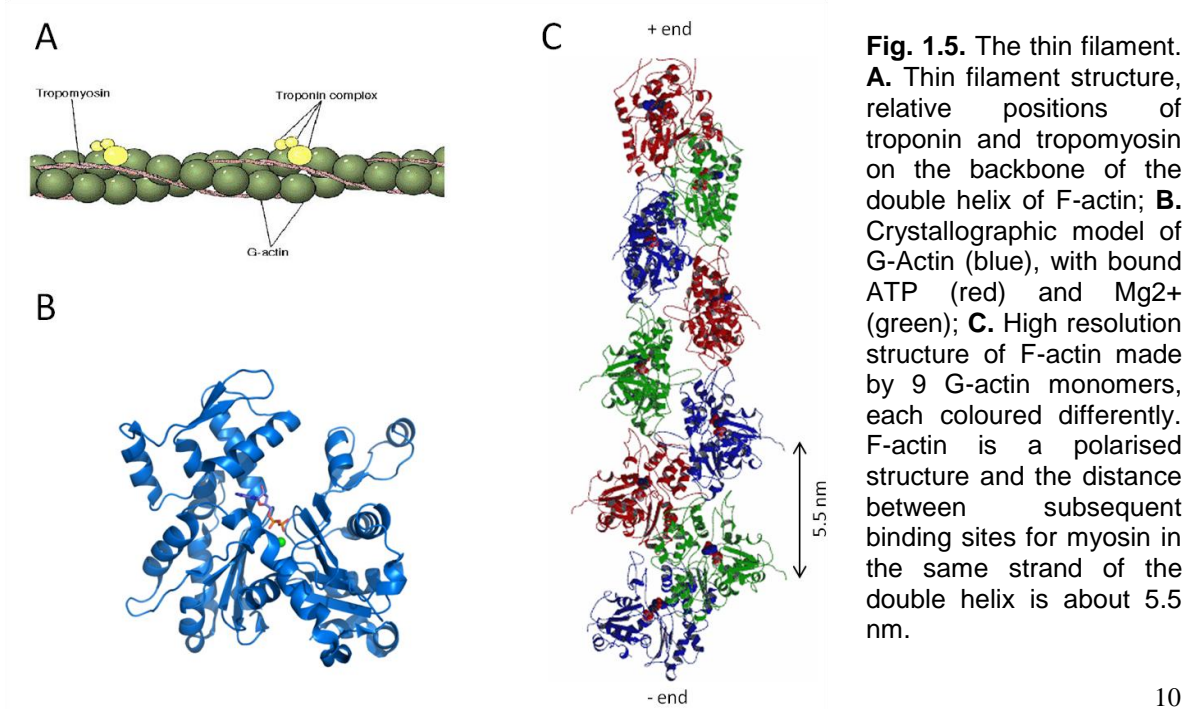 A
Tropomyosin
Troponin complex
G-actin
B
C
+ end
5.5 nm
- end
Fig. 1.5. The thin filament.
A. Thin filament structure,
relative positions of
troponin and tropomyosin
on the backbone of the
double helix of F-actin; B.
Crystallographic model of
G-Actin (blue), with bound
ATP (red) and Mg2+
(green); C. High resolution
structure of F-actin made
by 9 G-actin monomers,
each coloured differently.
F-actin is a polarised
structure and the distance
between subsequent
binding sites for myosin in
the same strand of the
double helix is about 5.5
nm.
10